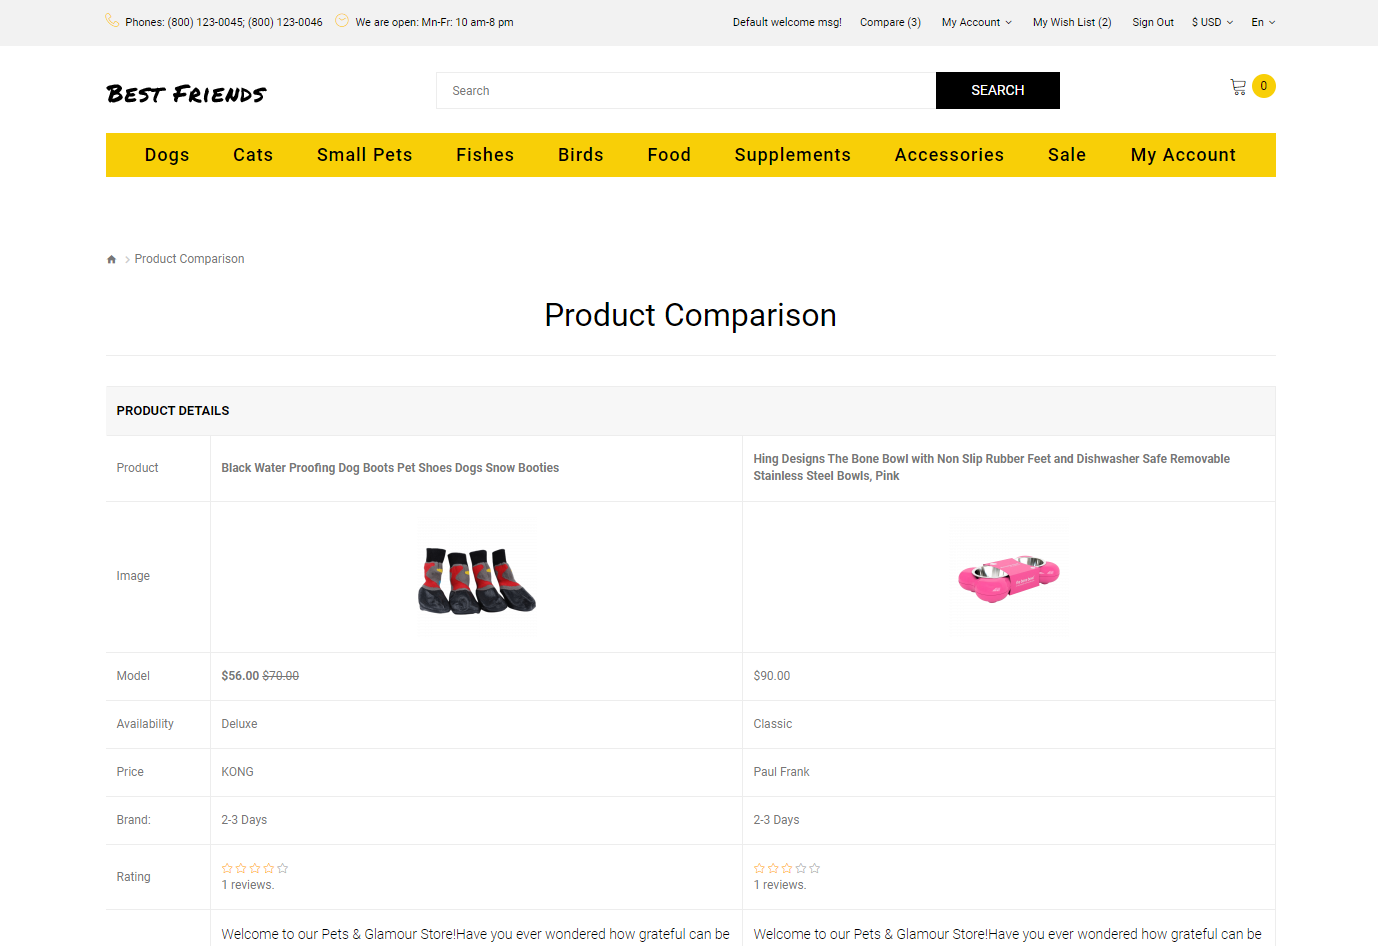 Phones: (800) 123-0045; (800) 123-0046 We are open: Mn-Fr: 10 am-8 pm Default welcome msg! Compare (3) My Account My Wish List (2) Sign Out $ USD En
BEST FRIENDS Search SEARCH 0
Dogs Cats Small Pets Fishes Birds Food Supplements Accessories Sale My Account
Product Comparison
Product Comparison
PRODUCT DETAILS
Product Black Water Proofing Dog Boots Pet Shoes Dogs Snow Booties Hing Designs The Bone Bowl with Non Slip Rubber Feet and Dishwasher Safe Removable
Stainless Steel Bowls, Pink
Image
Model $56.00 $70.00 $90.00
Availability Deluxe Classic
Price KONG Paul Frank
Brand: 2-3 Days 2-3 Days
Rating 1 reviews. 1 reviews.
Welcome to our Pets & Glamour Store!Have you ever wondered how grateful can be Welcome to our Pets & Glamour Store!Have you ever wondered how grateful can be